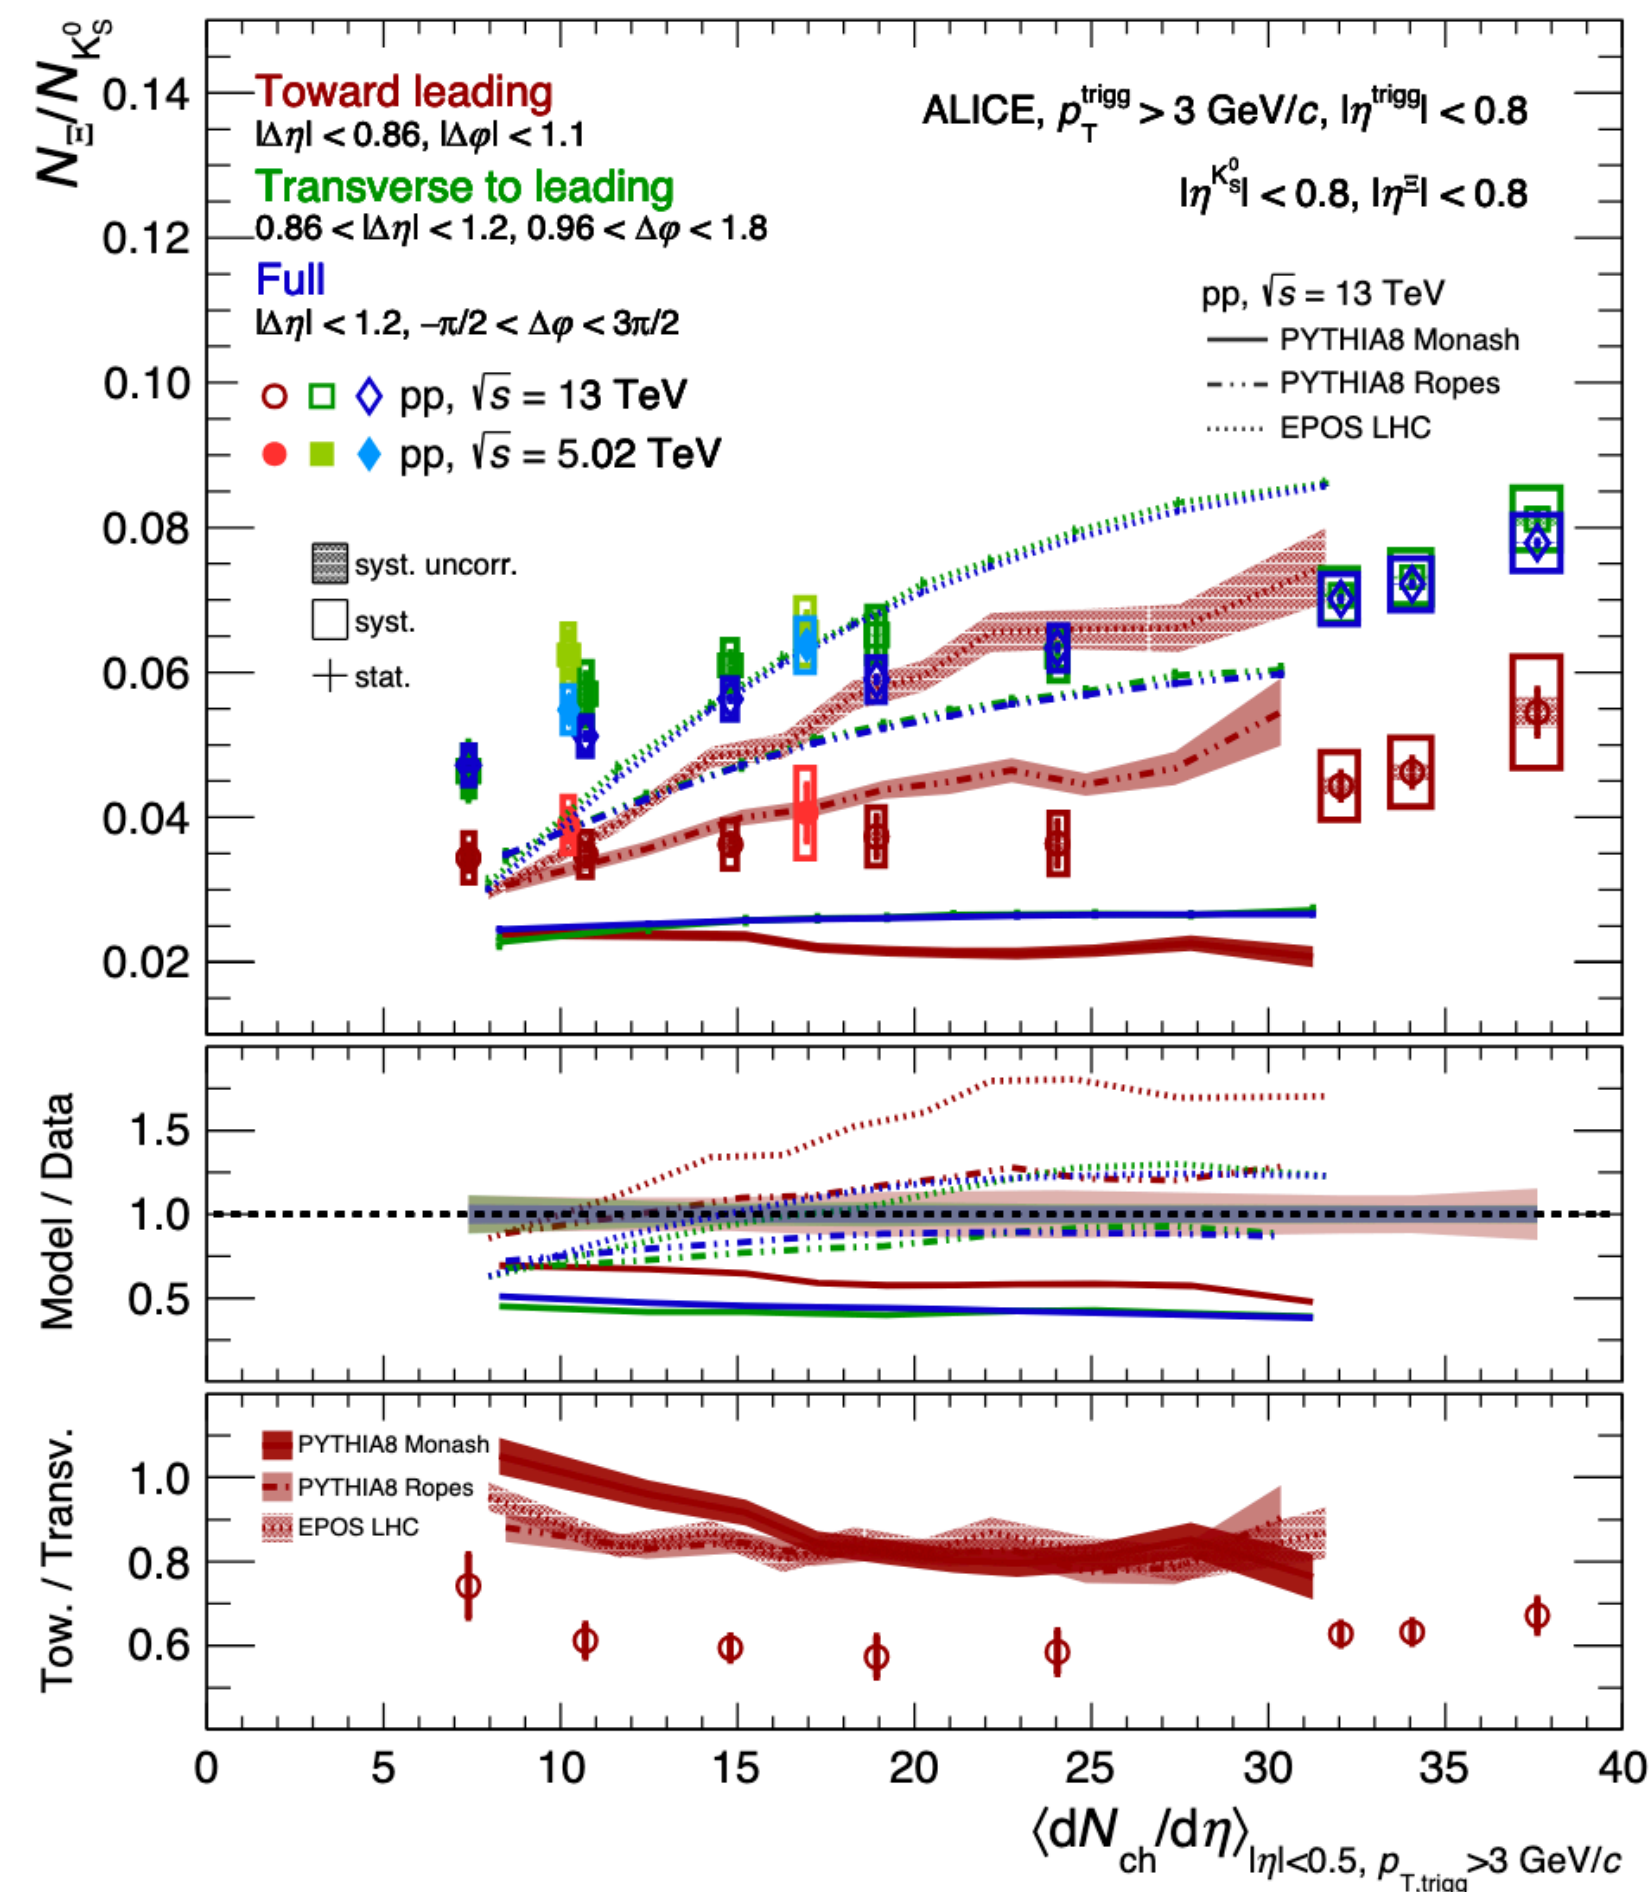 N_Ξ/N_{K⁰_S}
0.14
0.12
0.10
0.08
0.06
0.04
0.02
Toward leading
|Δη| < 0.86, |Δφ| < 1.1
Transverse to leading
0.86 < |Δη| < 1.2, 0.96 < Δφ < 1.8
Full
|Δη| < 1.2, −π/2 < Δφ < 3π/2
pp, √s = 13 TeV
pp, √s = 5.02 TeV
syst. uncorr.
syst.
stat.
ALICE, p_T^trigg > 3 GeV/c, |η^trigg| < 0.8
|η^{K⁰_S}| < 0.8, |η^Ξ| < 0.8
pp, √s = 13 TeV
PYTHIA8 Monash
PYTHIA8 Ropes
EPOS LHC
Model / Data
1.5
1.0
0.5
Tow. / Transv.
1.0
0.8
0.6
PYTHIA8 Monash
PYTHIA8 Ropes
EPOS LHC
0 5 10 15 20 25 30 35 40
⟨dN_ch/dη⟩_{|η|<0.5, p_{T,trigg}>3 GeV/c}